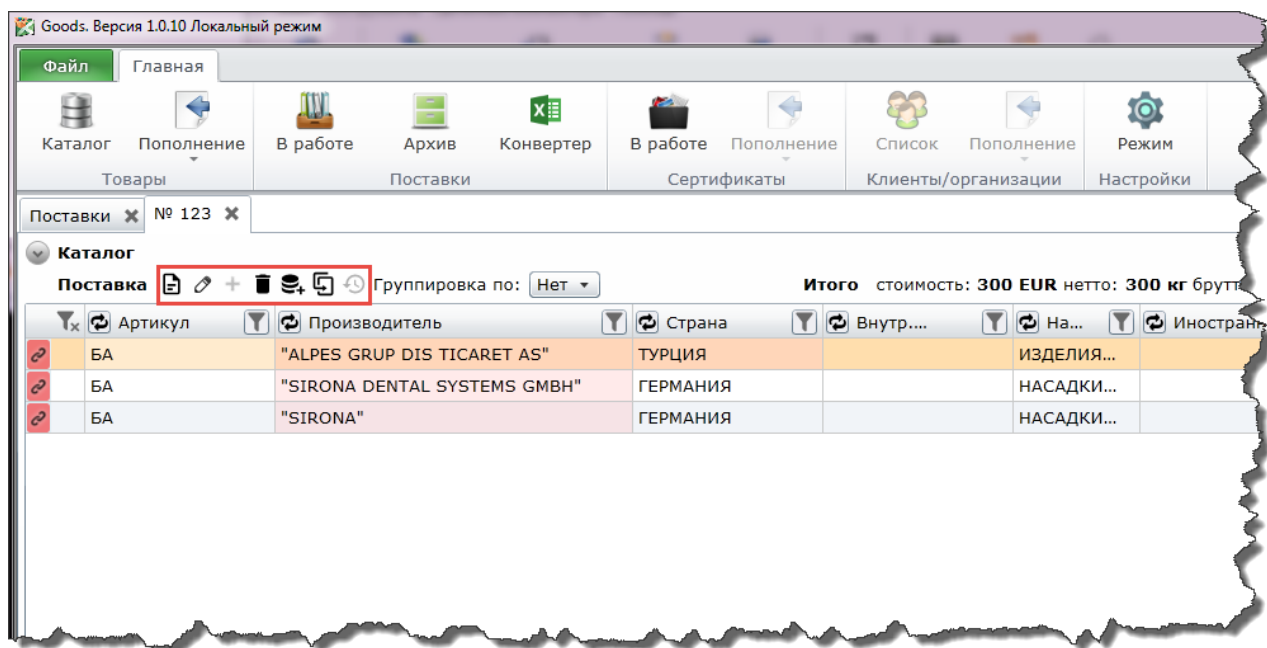 Goods. Версия 1.0.10 Локальный режим
Файл Главная
Каталог Пополнение В работе Архив Конвертер В работе Пополнение Список Пополнение Режим
Товары Поставки Сертификаты Клиенты/организации Настройки
Поставки № 123
Каталог
Поставка Группировка по: Нет Итого стоимость: 300 EUR нетто: 300 кг брутт
Артикул Производитель Страна Внутр.... На... Иностран
БА "ALPES GRUP DIS TICARET AS" ТУРЦИЯ ИЗДЕЛИЯ...
БА "SIRONA DENTAL SYSTEMS GMBH" ГЕРМАНИЯ НАСАДКИ...
БА "SIRONA" ГЕРМАНИЯ НАСАДКИ...